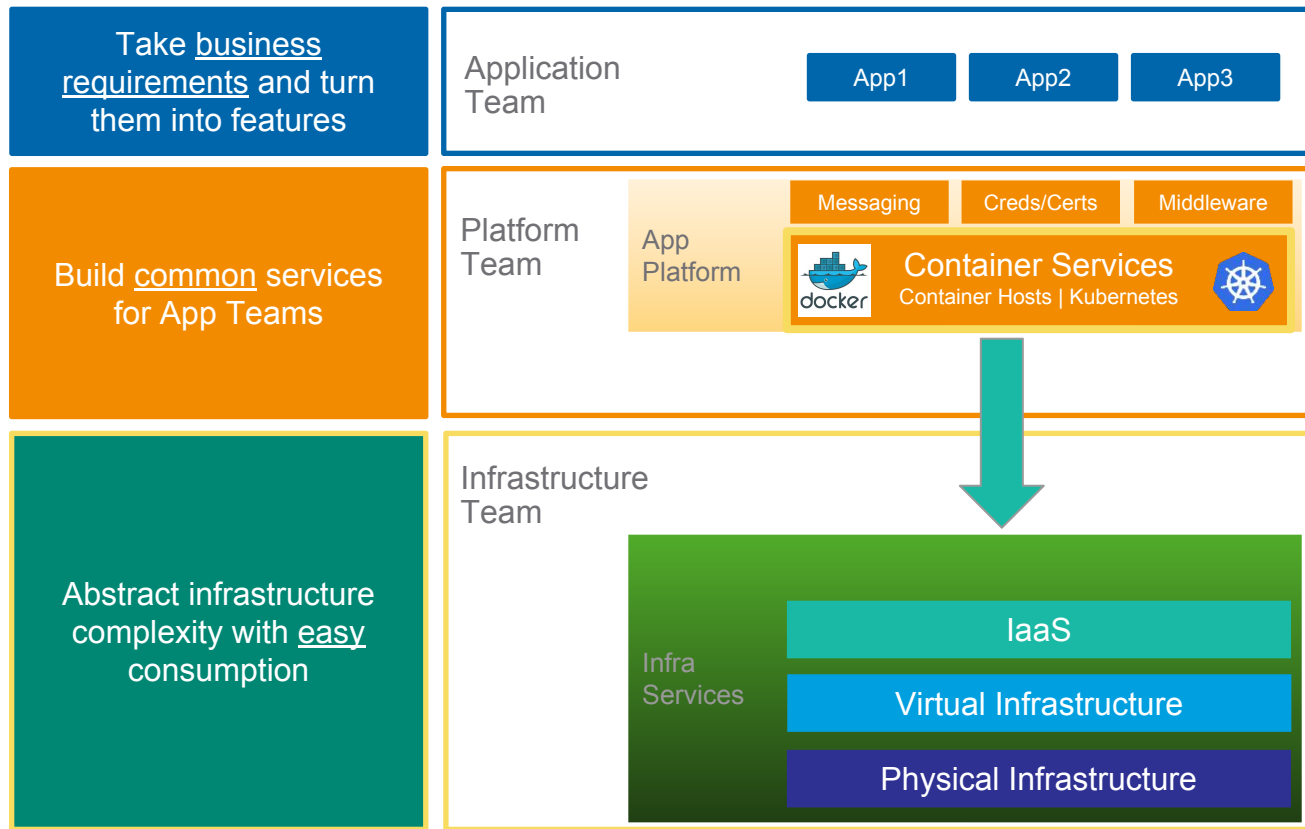 Take business
requirements and turn
them into features
Application
Team
App1
App2
App3
Build common services
for App Teams
Platform
Team
App
Platform
Messaging
Creds/Certs
Middleware
docker
Container Services
Container Hosts | Kubernetes
Abstract infrastructure
complexity with easy
consumption
Infrastructure
Team
Infra
Services
IaaS
Virtual Infrastructure
Physical Infrastructure